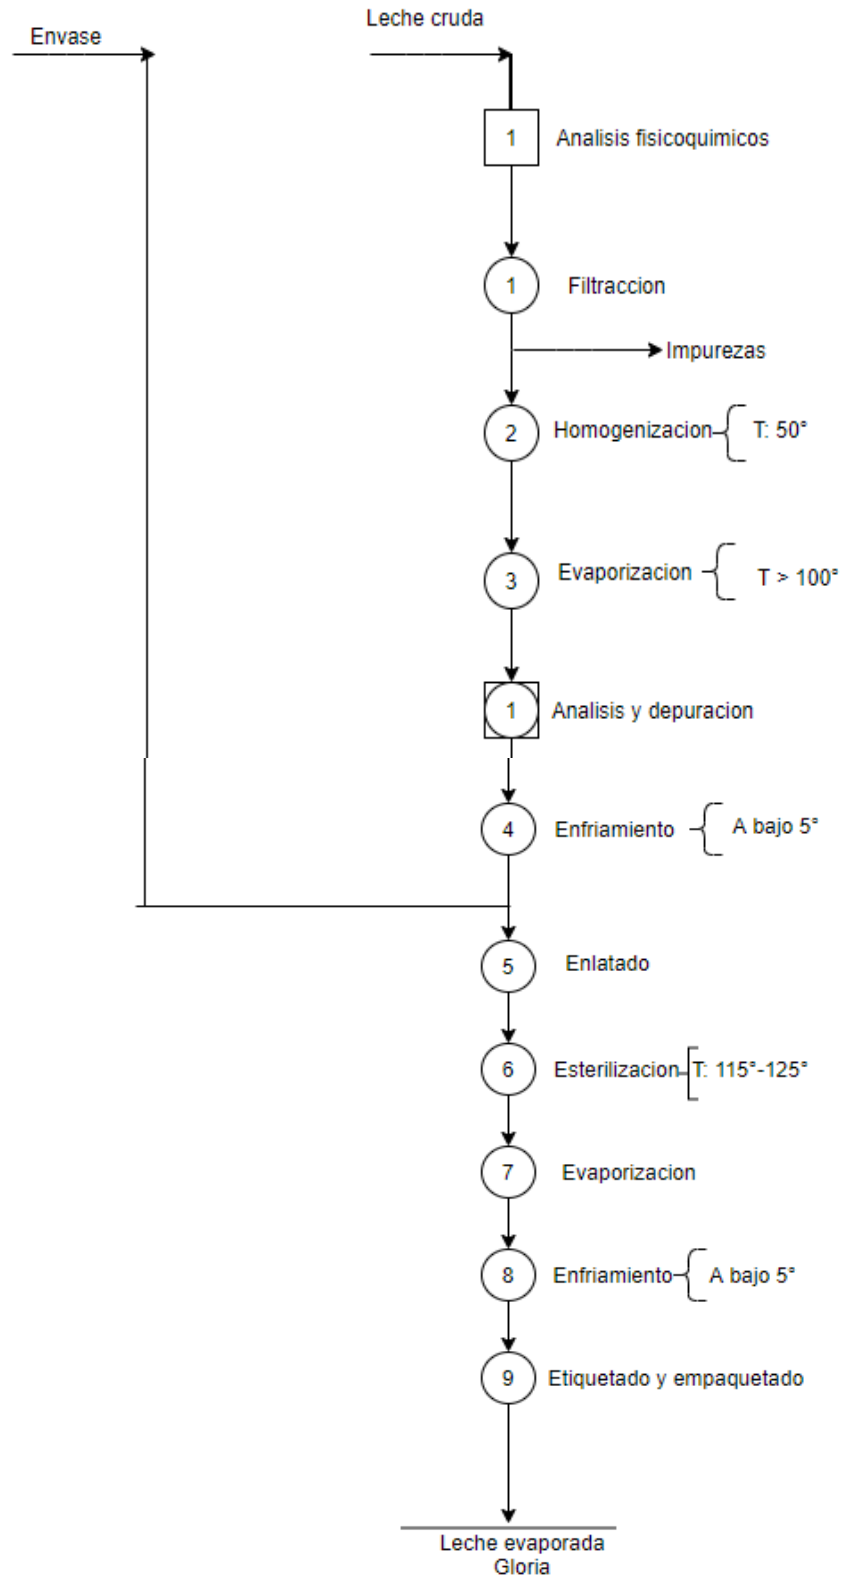 Envase
Leche cruda
1 Analisis fisicoquimicos
1 Filtraccion
Impurezas
2 Homogenizacion T: 50°
3 Evaporizacion T > 100°
1 Analisis y depuracion
4 Enfriamiento A bajo 5°
5 Enlatado
6 Esterilizacion T: 115°-125°
7 Evaporizacion
8 Enfriamiento A bajo 5°
9 Etiquetado y empaquetado
Leche evaporada
Gloria